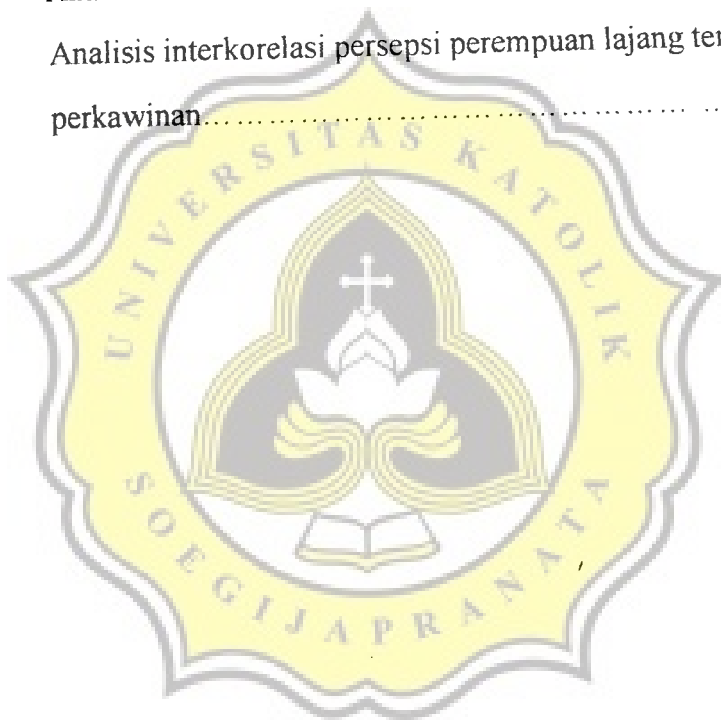 Analisis interkorelasi persepsi perempuan lajang
perkawinan
UNIVERSITAS KATOLIK
SOEGIJAPRANATA